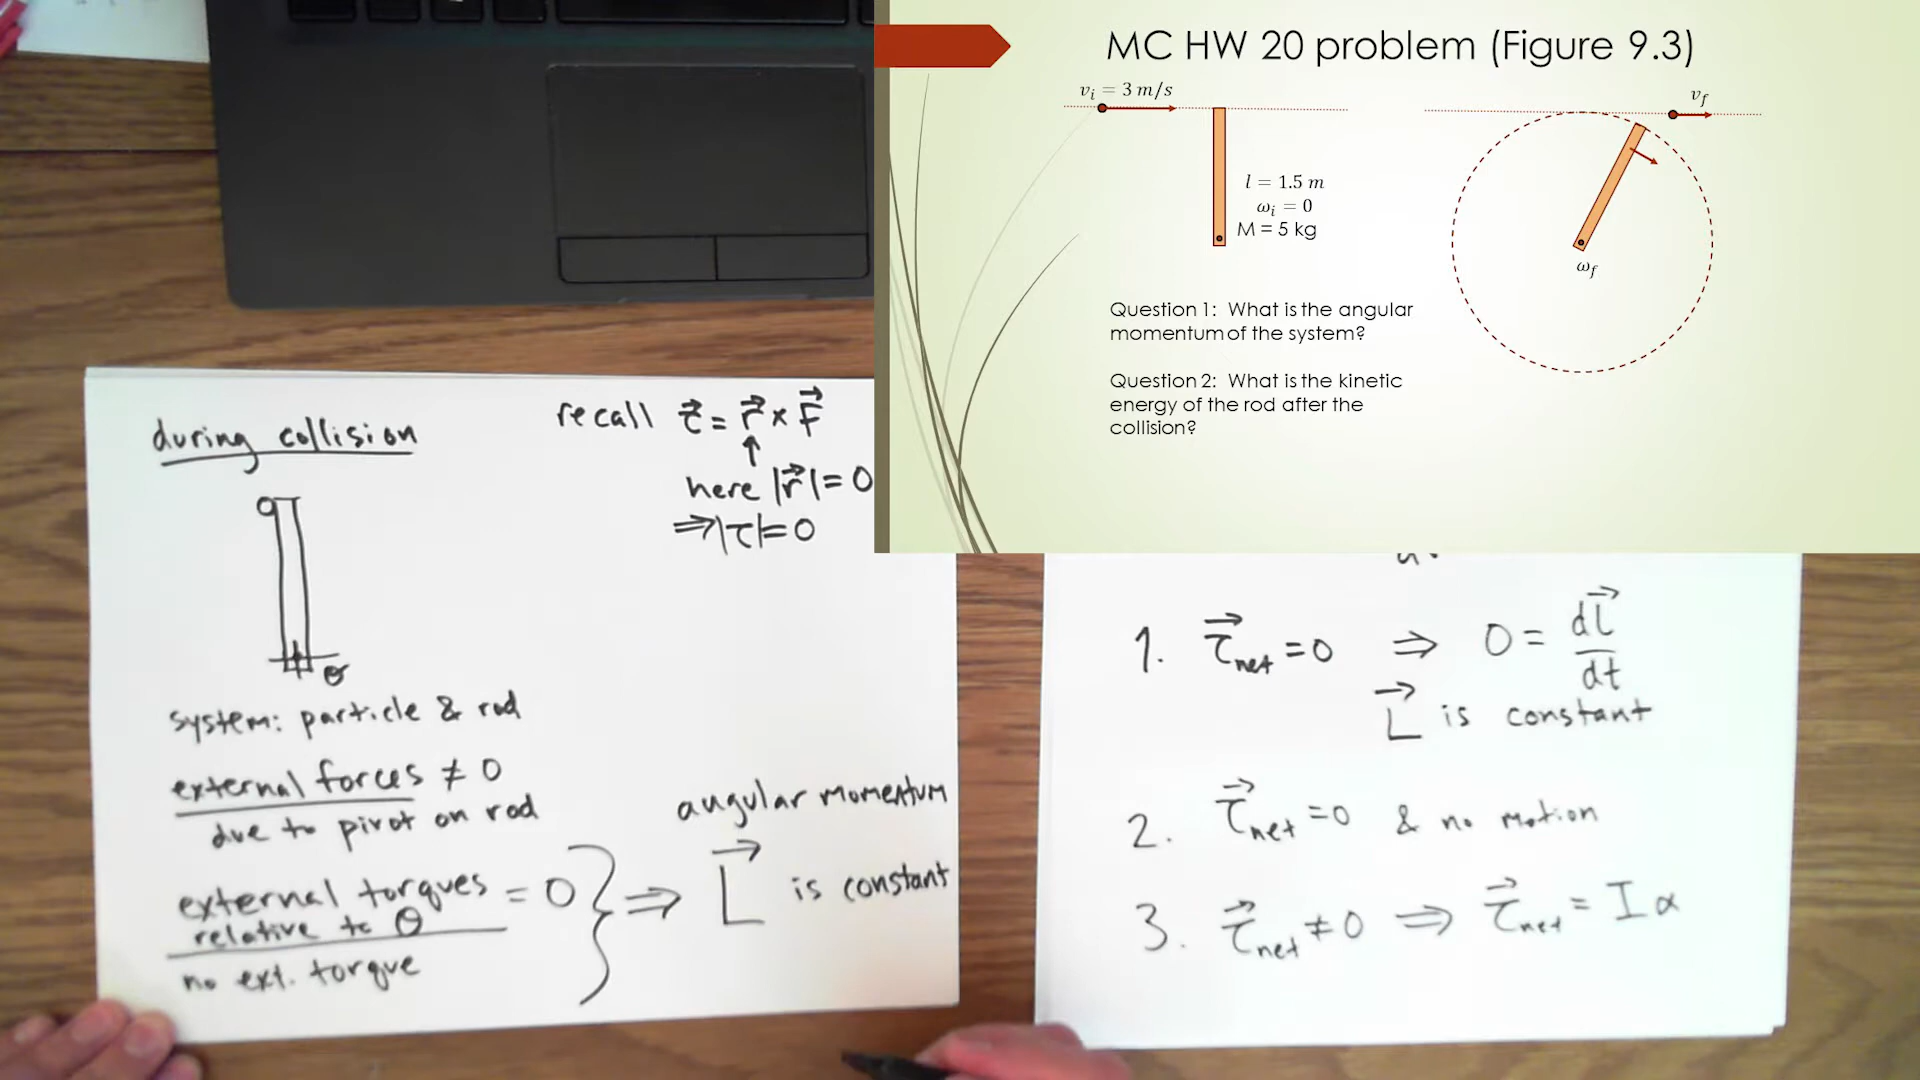 MC HW 20 problem (Figure 9.3)
v_i = 3 m/s
v_f
l = 1.5 m
ω_i = 0
M = 5 kg
ω_f
Question 1: What is the angular
momentum of the system?
Question 2: What is the kinetic
energy of the rod after the
collision?
during collision
recall τ⃗ = r⃗ × F⃗
↑
here |r⃗| = 0
⇒ |τ| = 0
system: particle & rod
external forces ≠ 0
due to pivot on rod
external torques = 0 } ⇒
relative to O
no ext. torque
angular momentum
L⃗ is constant
1. τ⃗net = 0 ⇒ 0 = dL⃗/dt
L⃗ is constant
2. τ⃗net = 0 & no motion
3. τ⃗net ≠ 0 ⇒ τ⃗net = I α